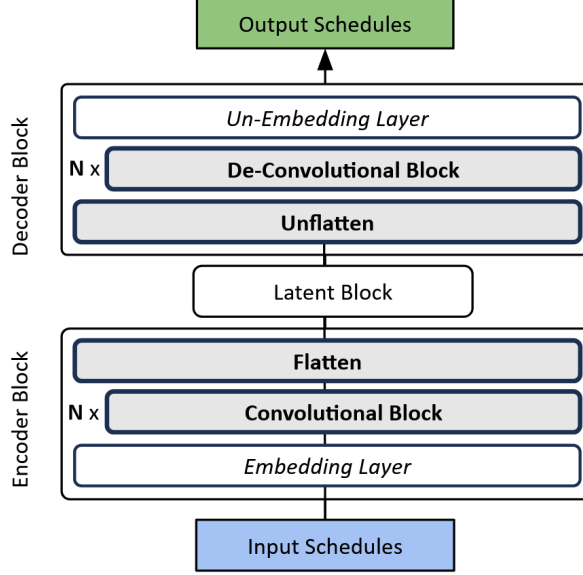 Output Schedules
Decoder Block
Un-Embedding Layer
N x
De-Convolutional Block
Unflatten
Latent Block
Encoder Block
Flatten
N x
Convolutional Block
Embedding Layer
Input Schedules